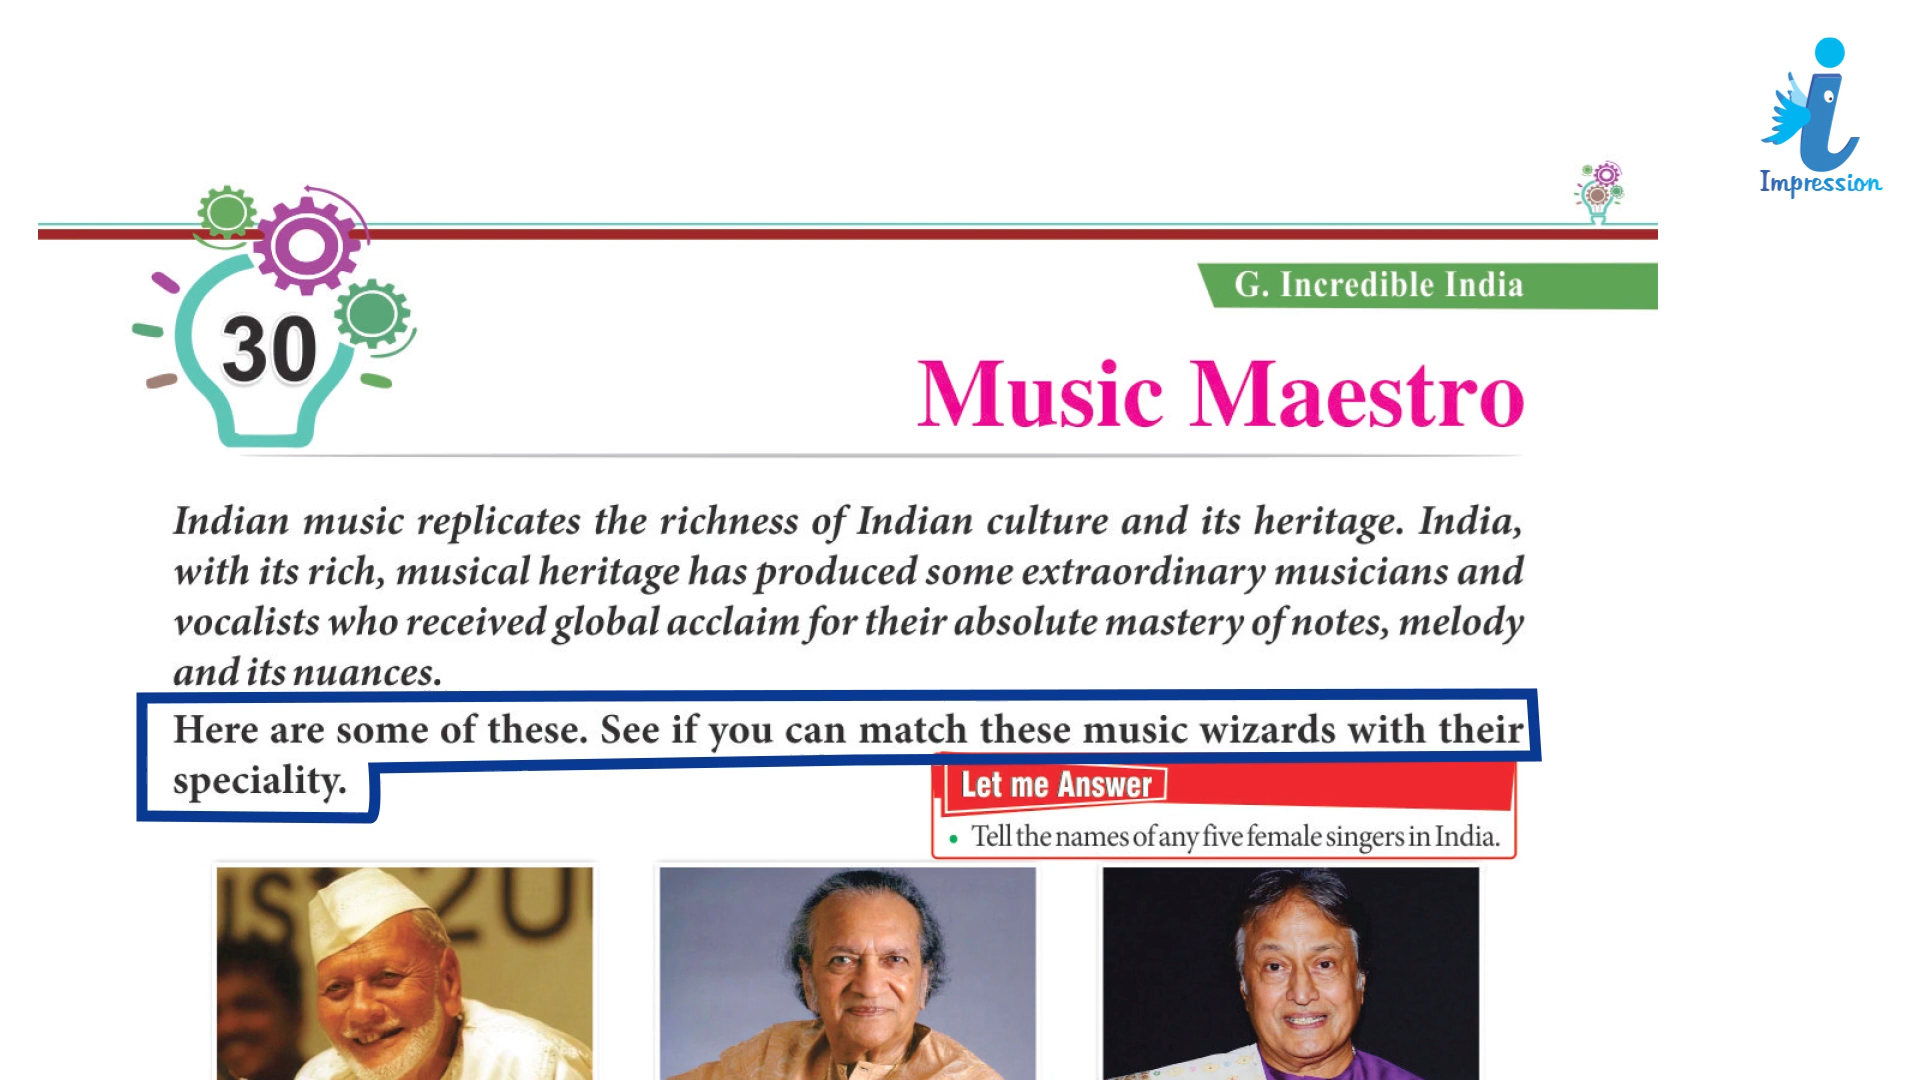 Impression
G. Incredible India
30
Music Maestro
Indian music replicates the richness of Indian culture and its heritage. India,
with its rich, musical heritage has produced some extraordinary musicians and
vocalists who received global acclaim for their absolute mastery of notes, melody
and its nuances.
Here are some of these. See if you can match these music wizards with their
speciality.
Let me Answer
• Tell the names of any five female singers in India.